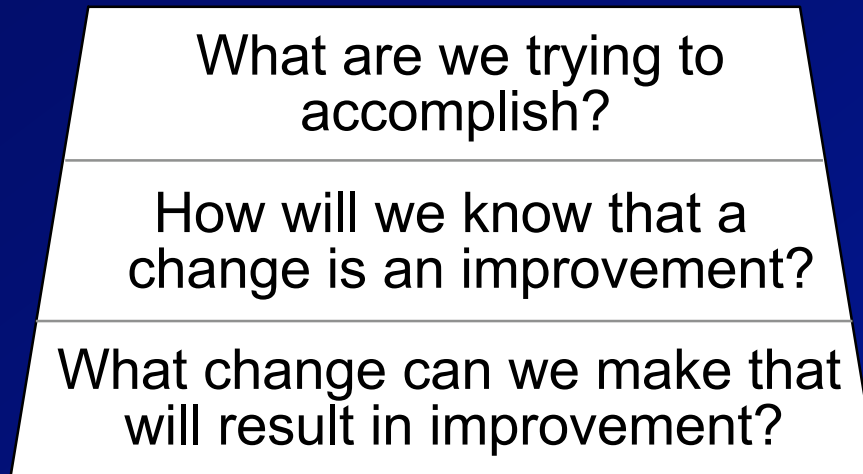 What are we trying to
accomplish?
How will we know that a
change is an improvement?
What change can we make that
will result in improvement?